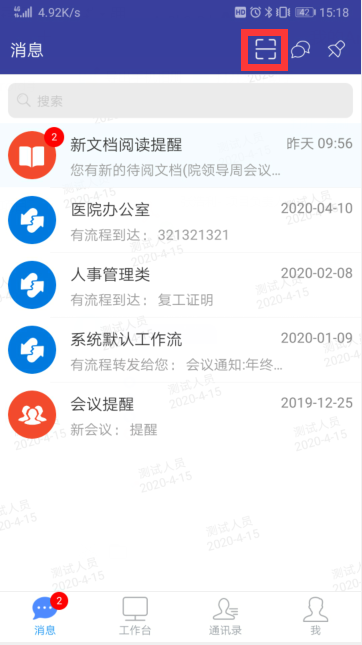 46 4.92K/s HD 42 15:18
消息
搜索
2
新文档阅读提醒 昨天 09:56
您有新的待阅文档(院领导周会议...
医院办公室 2020-04-10
有流程到达： 321321321
人事管理类 2020-02-08
有流程到达： 复工证明
系统默认工作流 2020-01-09
有流程转发给您： 会议通知:年终...
会议提醒 2019-12-25
新会议： 提醒
测试人员
2020-4-15
2
消息 工作台 通讯录 我